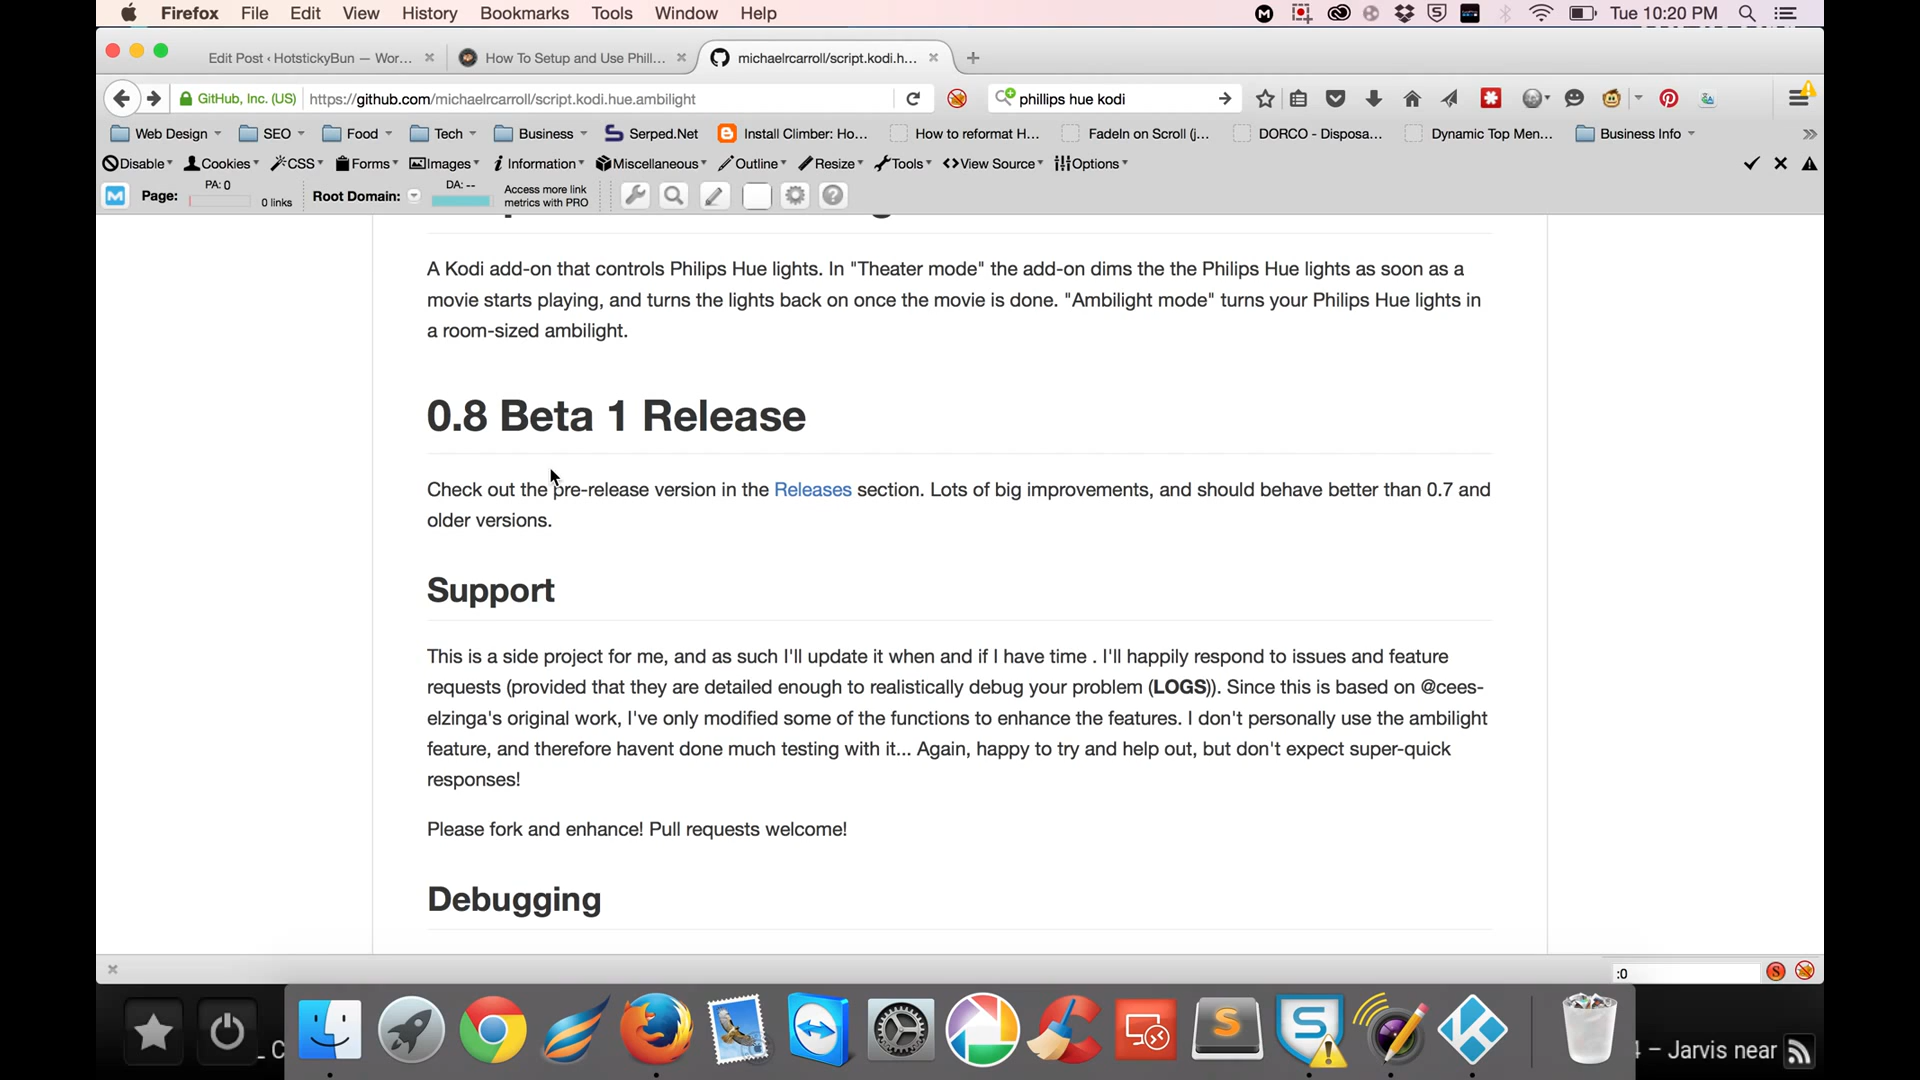 Firefox File Edit View History Bookmarks Tools Window Help Tue 10:20 PM
Edit Post ‹ HotstickyBun — Wor... How To Setup and Use Phill... michaelrcarroll/script.kodi.h...
GitHub, Inc. (US) https://github.com/michaelrcarroll/script.kodi.hue.ambilight phillips hue kodi
Web Design SEO Food Tech Business Serped.Net Install Climber: Ho... How to reformat H... FadeIn on Scroll (j... DORCO - Disposa... Dynamic Top Men... Business Info
Disable Cookies CSS Forms Images Information Miscellaneous Outline Resize Tools View Source Options
Page: PA: 0 0 links Root Domain: DA: -- Access more link
metrics with PRO
A Kodi add-on that controls Philips Hue lights. In "Theater mode" the add-on dims the the Philips Hue lights as soon as a
movie starts playing, and turns the lights back on once the movie is done. "Ambilight mode" turns your Philips Hue lights in
a room-sized ambilight.
0.8 Beta 1 Release
Check out the pre-release version in the Releases section. Lots of big improvements, and should behave better than 0.7 and
older versions.
Support
This is a side project for me, and as such I'll update it when and if I have time . I'll happily respond to issues and feature
requests (provided that they are detailed enough to realistically debug your problem (LOGS)). Since this is based on @cees-
elzinga's original work, I've only modified some of the functions to enhance the features. I don't personally use the ambilight
feature, and therefore havent done much testing with it... Again, happy to try and help out, but don't expect super-quick
responses!
Please fork and enhance! Pull requests welcome!
Debugging
:0
– Jarvis near